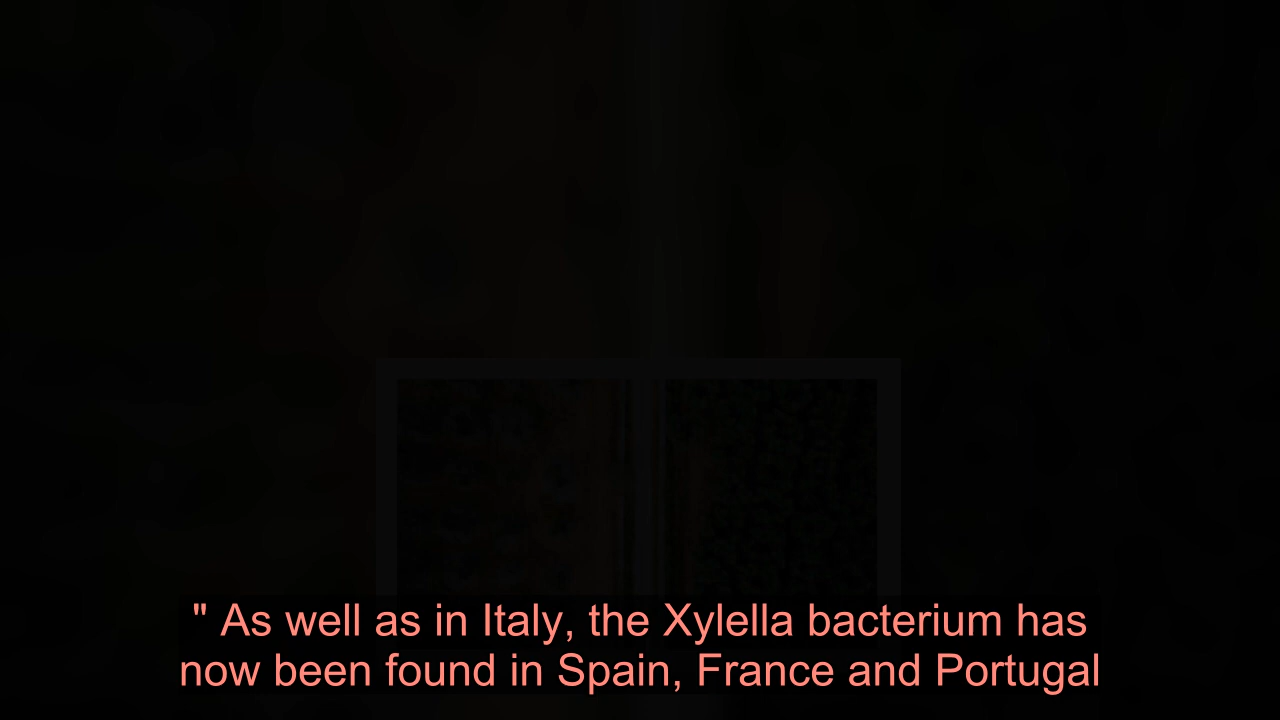 " As well as in Italy, the Xylella bacterium has
now been found in Spain, France and Portugal